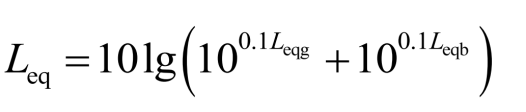 L_eq = 10lg(10^{0.1L_eqg} + 10^{0.1L_eqb})